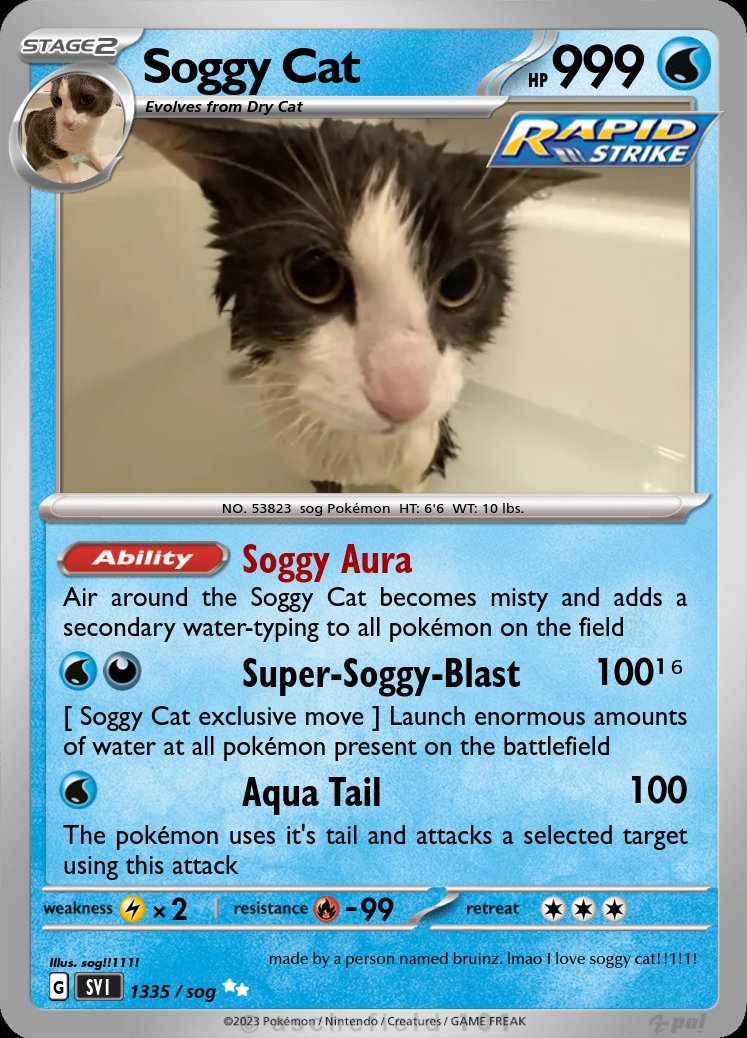 STAGE2
Soggy Cat
HP 999
Evolves from Dry Cat
RAPID
STRIKE
NO. 53823 sog Pokémon HT: 6'6 WT: 10 lbs.
Ability Soggy Aura
Air around the Soggy Cat becomes misty and adds a
secondary water-typing to all pokémon on the field
Super-Soggy-Blast 100¹⁶
[ Soggy Cat exclusive move ] Launch enormous amounts
of water at all pokémon present on the battlefield
Aqua Tail 100
The pokémon uses it's tail and attacks a selected target
using this attack
weakness ×2 resistance -99 retreat
Illus. sog!!111!
made by a person named bruinz. lmao I love soggy cat!!1!1!
G SVI 1335 / sog
©2023 Pokémon / Nintendo / Creatures / GAME FREAK